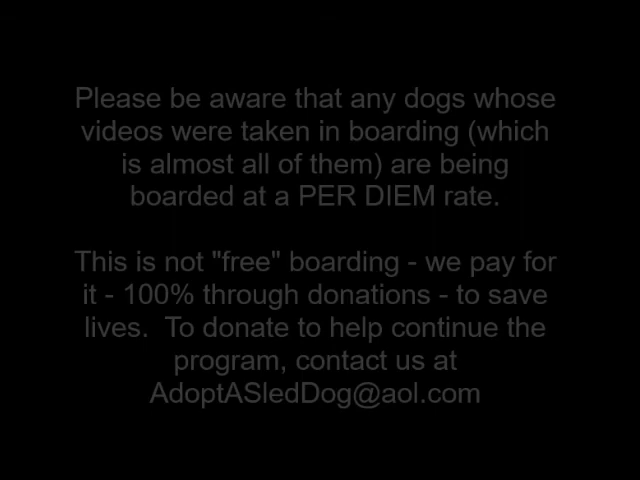 Please be aware that any dogs whose
videos were taken in boarding (which
is almost all of them) are being
boarded at a PER DIEM rate.
This is not "free" boarding - we pay for
it - 100% through donations - to save
lives.  To donate to help continue the
program, contact us at
AdoptASledDog@aol.com